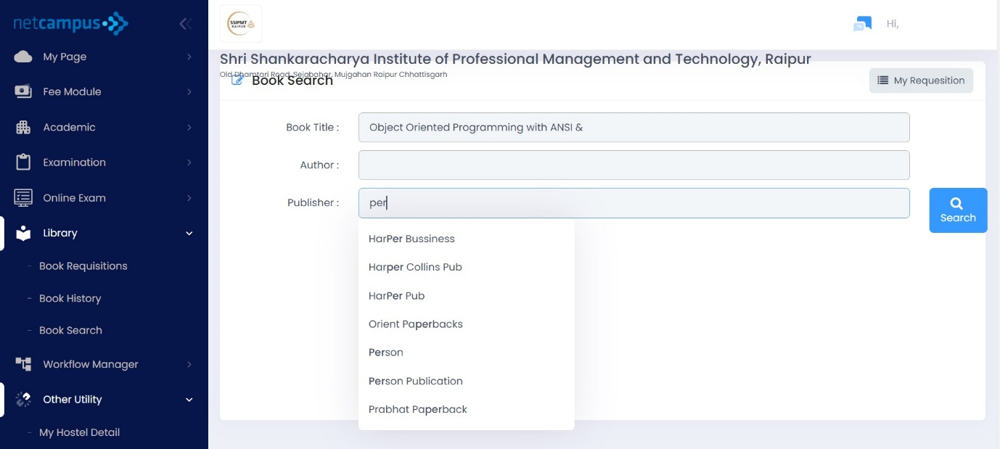 netcampus
SSIPMT
RAIPUR
Hi,
My Page
Fee Module
Academic
Examination
Online Exam
Library
- Book Requisitions
- Book History
- Book Search
Workflow Manager
Other Utility
- My Hostel Detail
Shri Shankaracharya Institute of Professional Management and Technology, Raipur
Old Dhamtari Road, Sejabahar, Mujgahan Raipur Chhattisgarh
Book Search
My Requesition
Book Title :
Object Oriented Programming with ANSI &
Author :
Publisher :
per
Search
HarPer Bussiness
Harper Collins Pub
HarPer Pub
Orient Paperbacks
Person
Person Publication
Prabhat Paperback